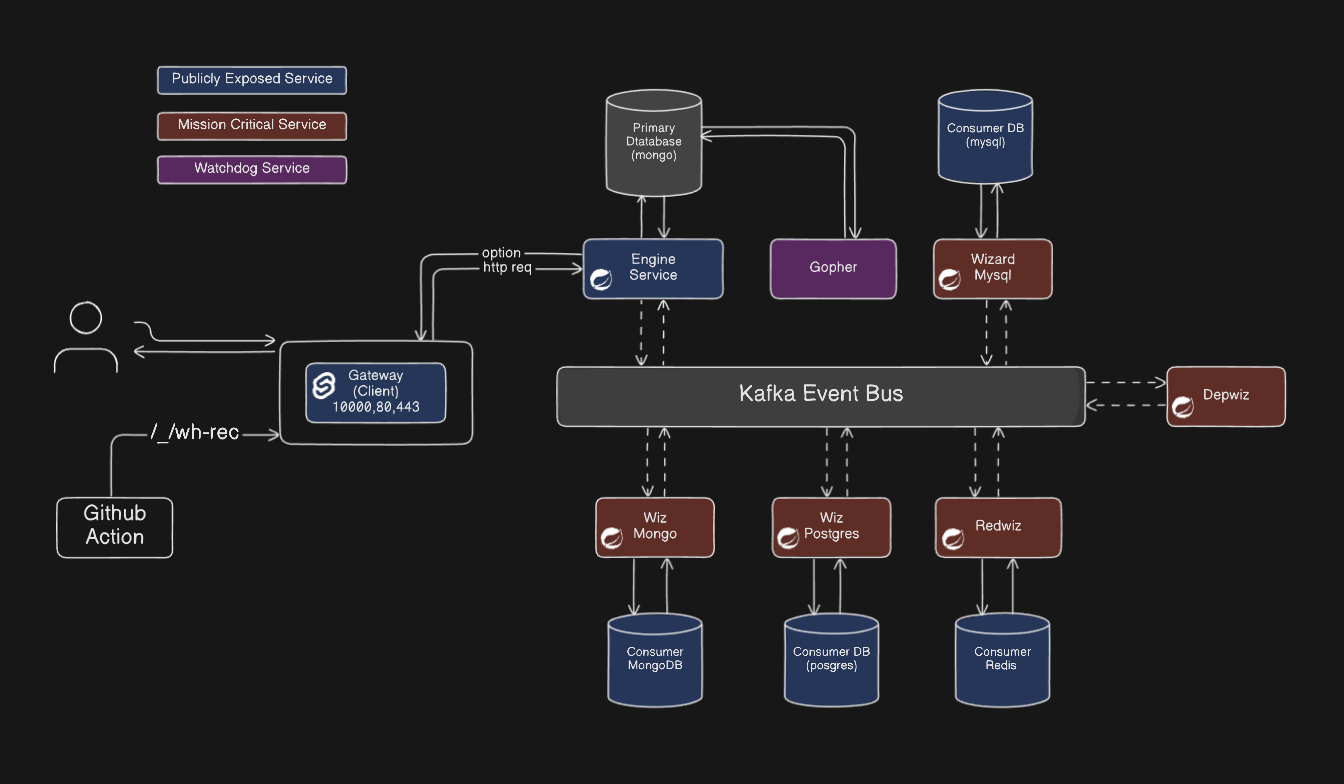 Publicly Exposed Service
Mission Critical Service
Watchdog Service
Primary
Dtatabase
(mongo)
Consumer DB
(mysql)
option
http req
Engine
Service
Gopher
Wizard
Mysql
Gateway
(Client)
10000,80,443
Kafka Event Bus
Depwiz
/_/wh-rec
Github
Action
Wiz
Mongo
Wiz
Postgres
Redwiz
Consumer
MongoDB
Consumer DB
(posgres)
Consumer
Redis